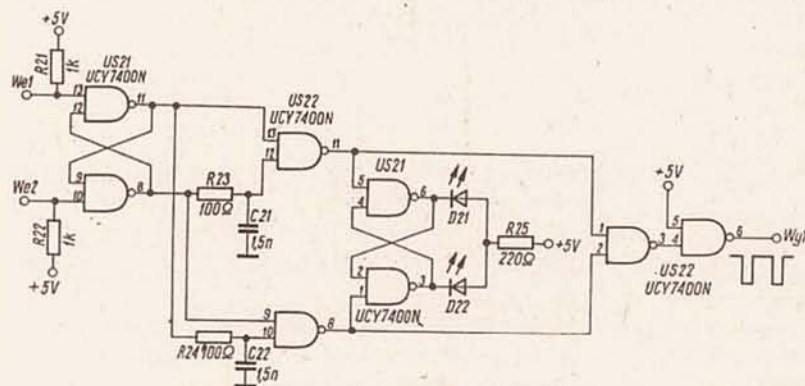 +5V
R21
1k
We1
13
12
US21
UCY7400N
11
9
10
8
We2
R22
1k
+5V
R23
100Ω
C21
1,5n
US22
UCY7400N
13
12
11
R24
100Ω
C22
1,5n
9
10
8
US21
5
4
6
2
1
3
UCY7400N
D21
D22
R25
220Ω
+5V
1
2
3
+5V
5
4
6
US22
UCY7400N
Wy1